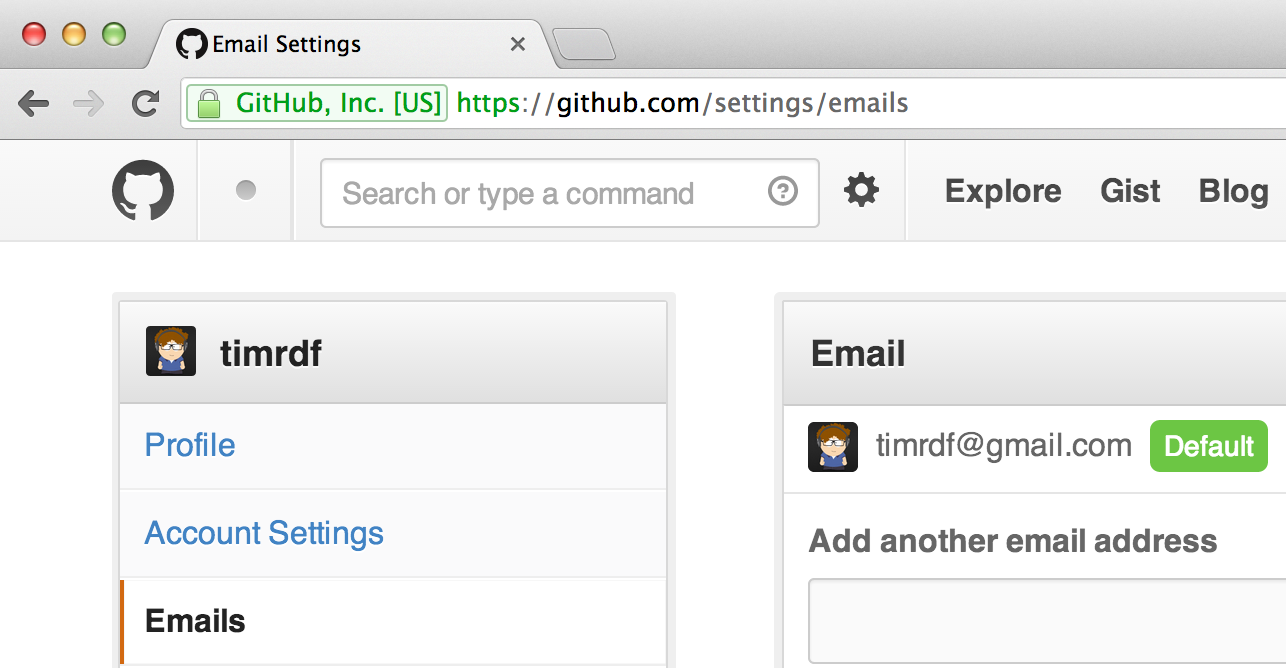 Email Settings
GitHub, Inc. [US] https://github.com/settings/emails
Search or type a command
Explore Gist Blog
timrdf
Profile
Account Settings
Emails
Email
timrdf@gmail.com Default
Add another email address